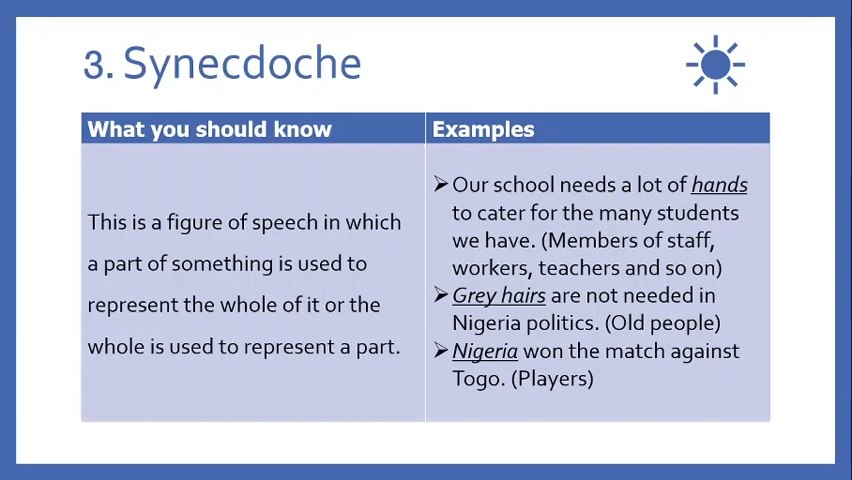 3. Synecdoche
What you should know
Examples
This is a figure of speech in which
a part of something is used to
represent the whole of it or the
whole is used to represent a part.
➢Our school needs a lot of hands
to cater for the many students
we have. (Members of staff,
workers, teachers and so on)
➢Grey hairs are not needed in
Nigeria politics. (Old people)
➢Nigeria won the match against
Togo. (Players)